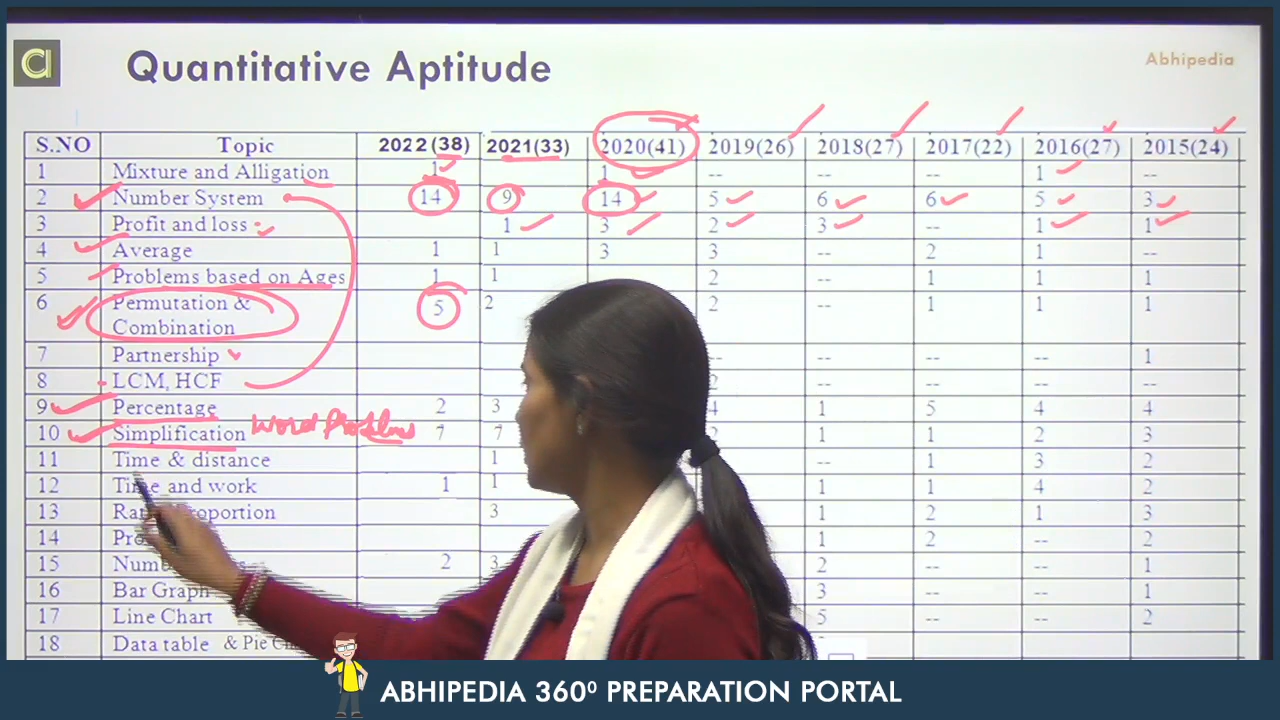 Quantitative Aptitude
Abhipedia
S.NO Topic 2022(38) 2021(33) 2020(41) 2019(26) 2018(27) 2017(22) 2016(27) 2015(24)
1 Mixture and Alligation 1 1 -- -- -- 1 --
2 Number System 14 9 14 5 6 6 5 3
3 Profit and loss 1 3 2 3 -- 1 1
4 Average 1 1 3 3 -- 2 1 --
5 Problems based on Ages 1 1 2 -- 1 1 1
6 Permutation & 5 2 2 -- 1 1 1
Combination
7 Partnership -- -- -- -- 1
8 LCM, HCF 2 -- -- -- --
9 Percentage 2 3 4 1 5 4 4
10 Simplification Word Problems 7 7 2 1 1 2 3
11 Time & distance 1 -- 1 3 2
12 Time and work 1 1 1 1 4 2
13 3 1 2 1 3
14 1 2 -- 2
15 2 3 2 -- -- 1
16 Bar Graph 3 -- -- 1
17 Line Chart 5 -- -- 2
18 Data table & Pie
ABHIPEDIA 360⁰ PREPARATION PORTAL